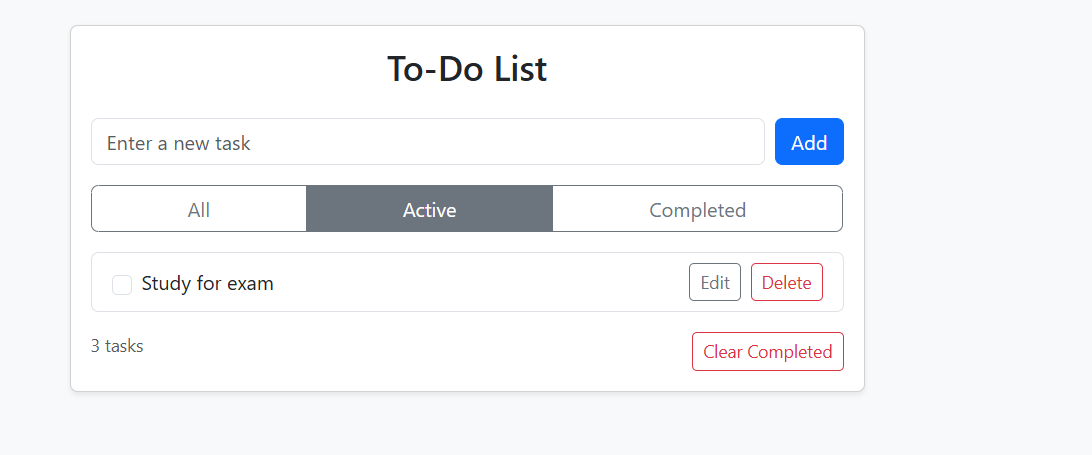 To-Do List
Enter a new task Add
All Active Completed
Study for exam Edit Delete
3 tasks Clear Completed